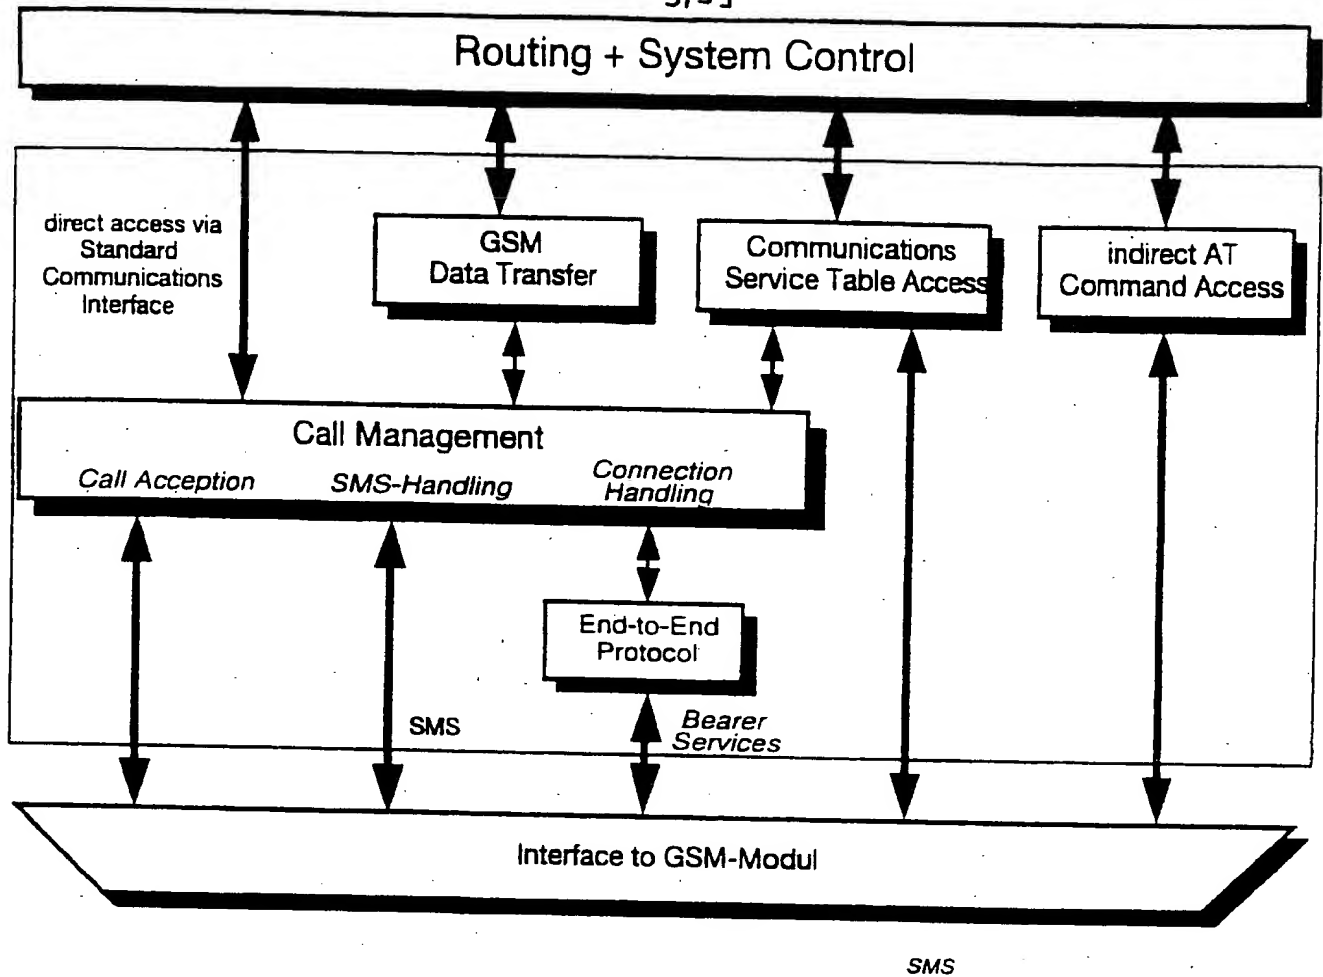 Routing + System Control
direct access via
Standard
Communications
Interface
GSM
Data Transfer
Communications
Service Table Access
indirect AT
Command Access
Call Management
Call Acception
SMS-Handling
Connection
Handling
End-to-End
Protocol
SMS
Bearer
Services
Interface to GSM-Modul
SMS